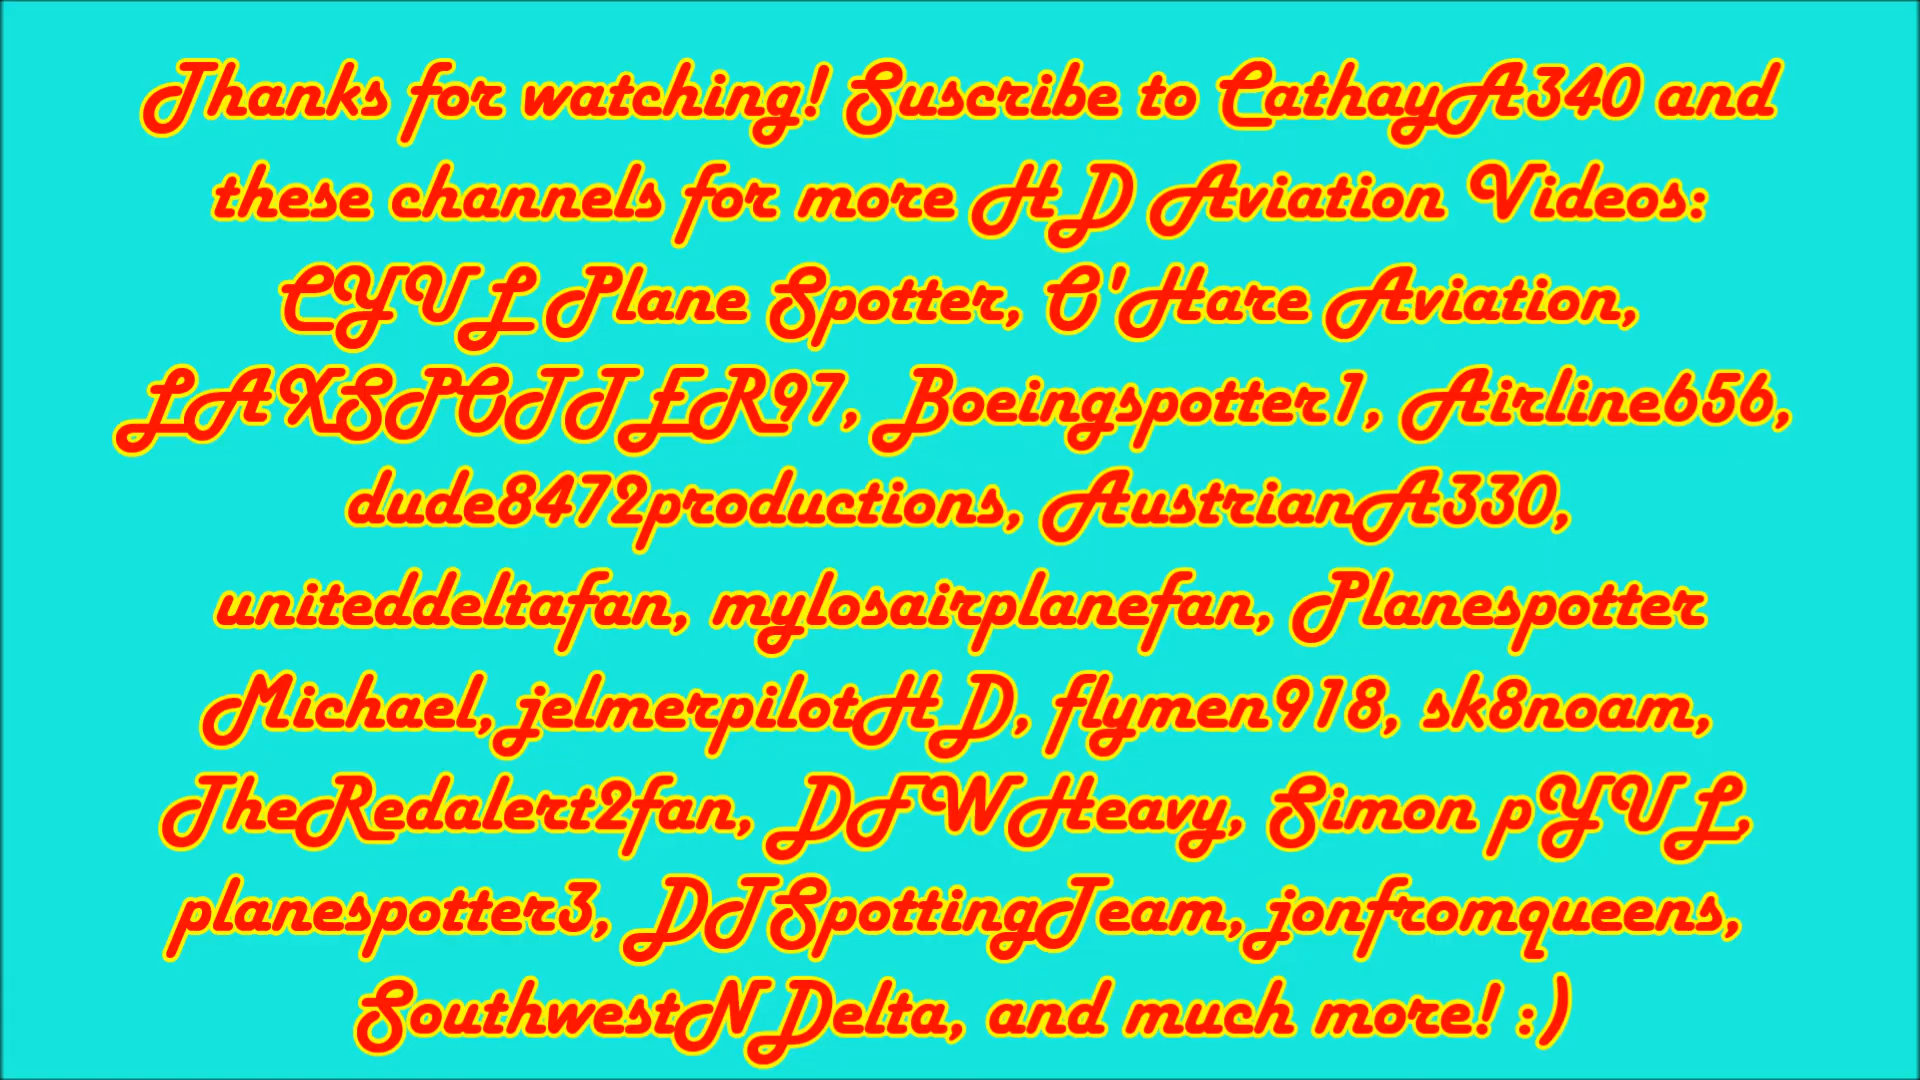 Thanks for watching! Suscribe to CathayA340 and
these channels for more HD Aviation Videos:
CYUL Plane Spotter, O'Hare Aviation,
LAXSPOTTER97, Boeingspotter1, Airline656,
dude8472productions, AustrianA330,
uniteddeltafan, mylosairplanefan, Planespotter
Michael, jelmerpilotHD, flymen918, sk8noam,
TheRedalert2fan, DFWHeavy, Simon pYUL,
planespotter3, DTSpottingTeam, jonfromqueens,
SouthwestNDelta, and much more! :)